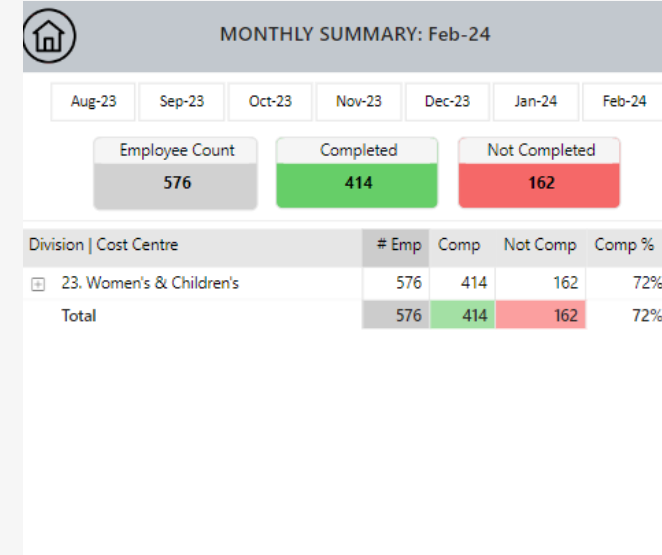 MONTHLY SUMMARY: Feb-24
Aug-23 Sep-23 Oct-23 Nov-23 Dec-23 Jan-24 Feb-24
Employee Count Completed Not Completed
576 414 162
Division | Cost Centre # Emp Comp Not Comp Comp %
23. Women's & Children's 576 414 162 72%
Total 576 414 162 72%